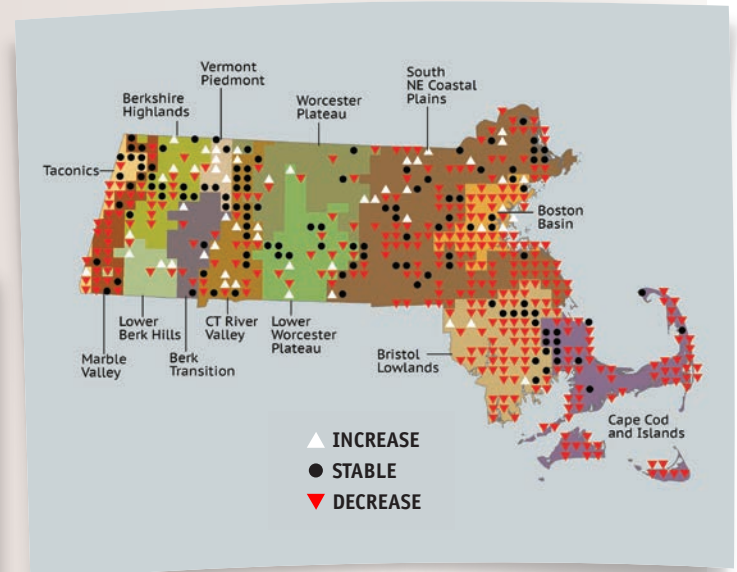 Vermont
Piedmont
South
NE Coastal
Plains
Berkshire
Highlands
Worcester
Plateau
Taconics
Boston
Basin
Lower
Berk Hills
CT River
Valley
Lower
Worcester
Plateau
Marble
Valley
Berk
Transition
Bristol
Lowlands
Cape Cod
and Islands
INCREASE
STABLE
DECREASE